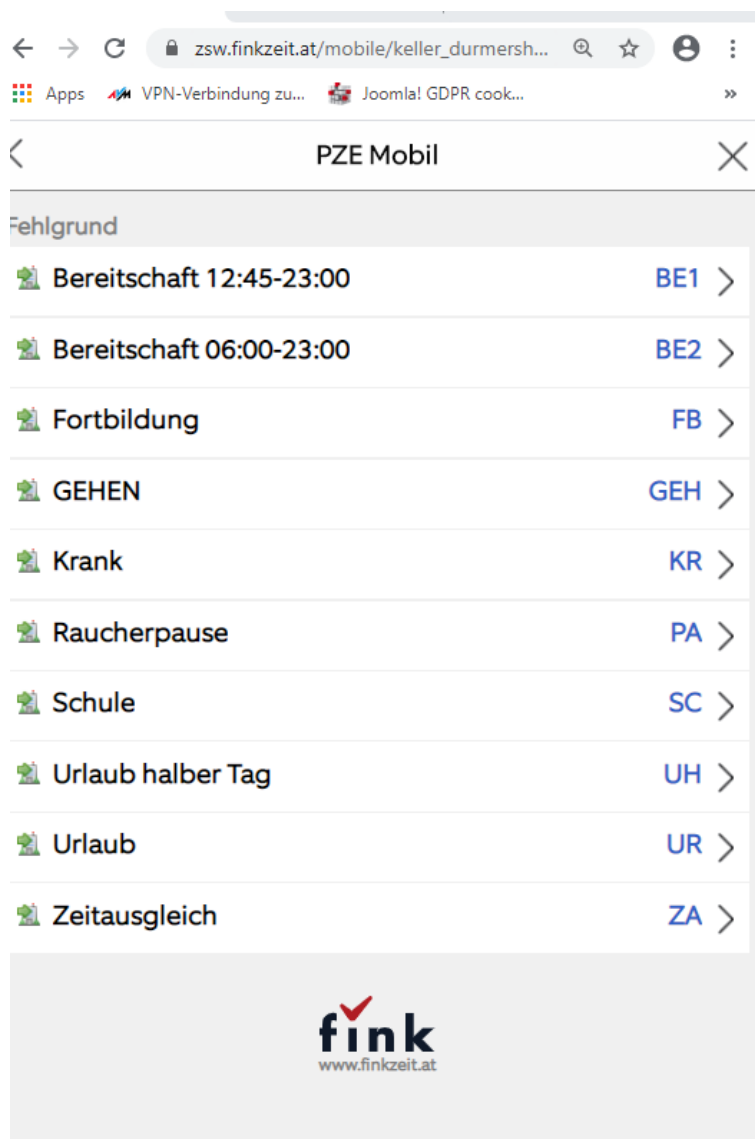 zsw.finkzeit.at/mobile/keller_durmersh...
Apps VPN-Verbindung zu... Joomla! GDPR cook... »
PZE Mobil
Fehlgrund
Bereitschaft 12:45-23:00 BE1
Bereitschaft 06:00-23:00 BE2
Fortbildung FB
GEHEN GEH
Krank KR
Raucherpause PA
Schule SC
Urlaub halber Tag UH
Urlaub UR
Zeitausgleich ZA
fink
www.finkzeit.at